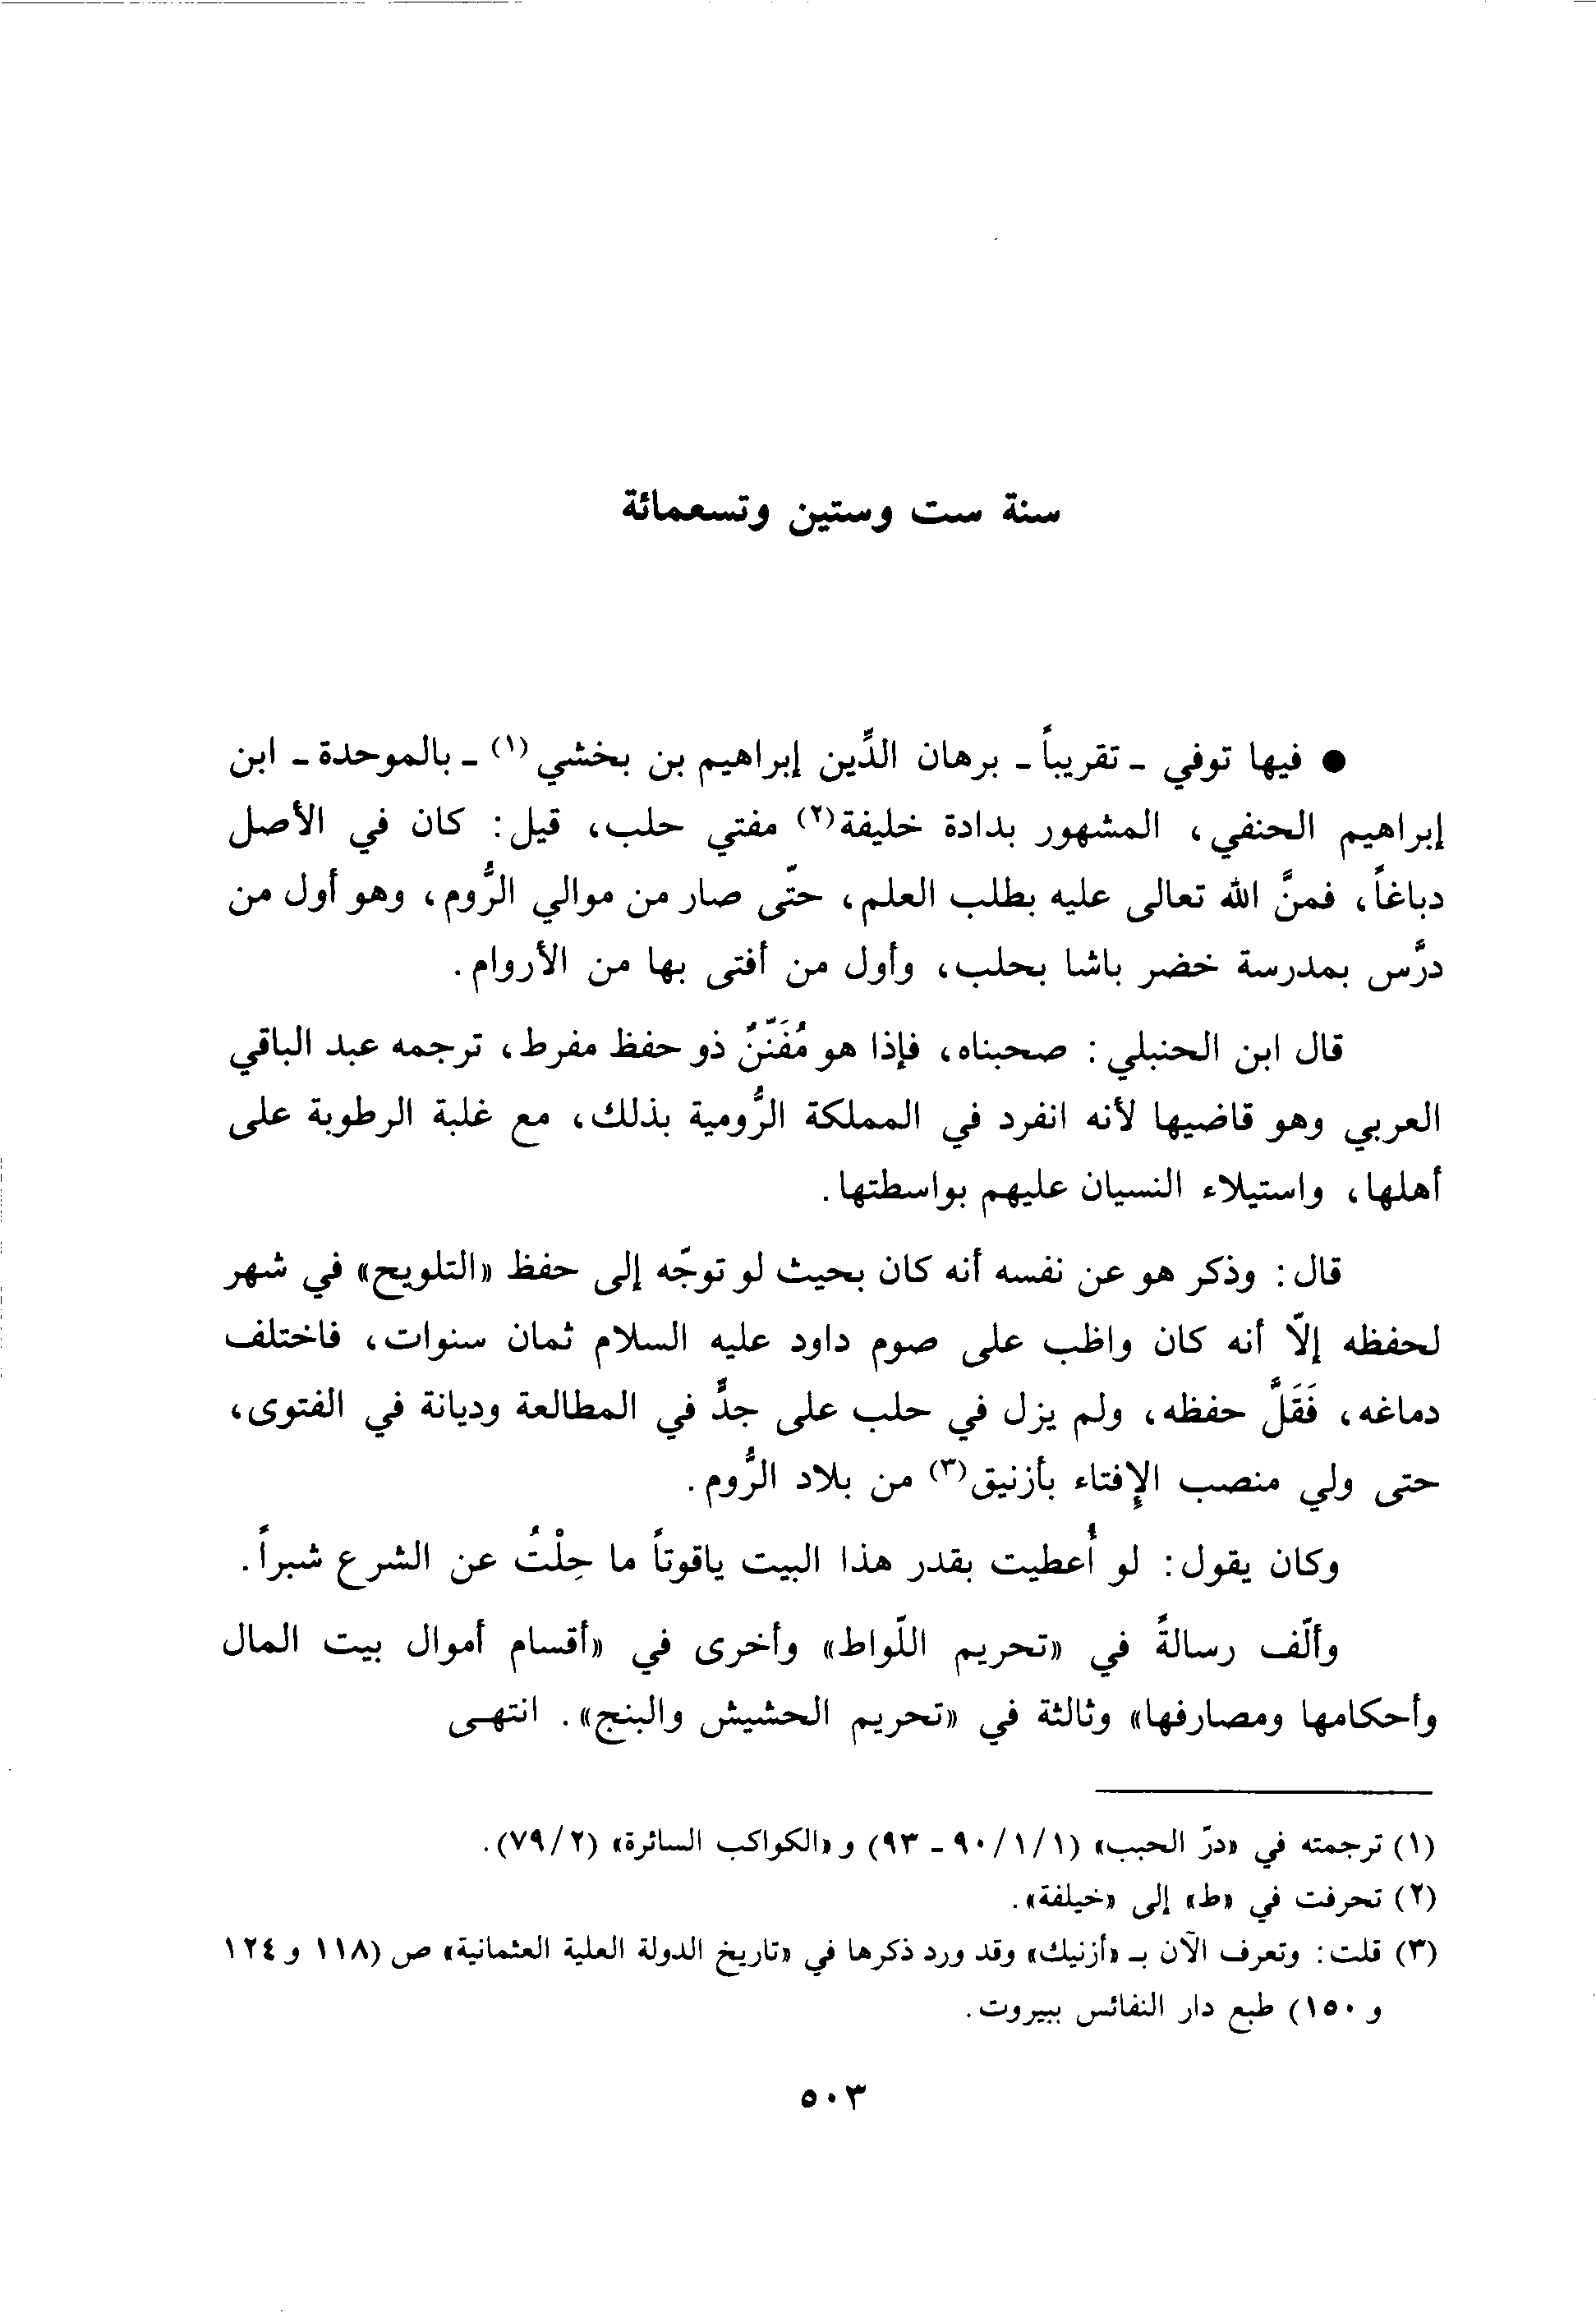 سنة ست وستين وتسعمائة
● فيها توفي - تقريباً - برهان الدِّين إبراهيم بن بخشي (١) - بالموحدة - ابن
إبراهيم الحنفي، المشهور بدادة خليفة(٢) مفتي حلب، قيل: كان في الأصل
دباغاً، فمنَّ الله تعالى عليه بطلب العلم، حتّى صار من موالي الرُّوم، وهو أول من
درَّس بمدرسة خضر باشا بحلب، وأول من أفتى بها من الأروام.
قال ابن الحنبلي: صحبناه، فإذا هو مُفَنّنٌ ذو حفظ مفرط، ترجمه عبد الباقي
العربي وهو قاضيها لأنه انفرد في المملكة الرُّومية بذلك، مع غلبة الرطوبة على
أهلها، واستيلاء النسيان عليهم بواسطتها.
قال: وذكر هو عن نفسه أنه كان بحيث لو توجّه إلى حفظ «التلويح» في شهر
لحفظه إلّا أنه كان واظب على صوم داود عليه السلام ثمان سنوات، فاختلف
دماغه، فَقَلَّ حفظه، ولم يزل في حلب على جدٍّ في المطالعة وديانة في الفتوى،
حتى ولي منصب الإفتاء بأزنيق(٣) من بلاد الرُّوم.
وكان يقول: لو أُعطيت بقدر هذا البيت ياقوتاً ما حِلْتُ عن الشرع شبراً.
وألّف رسالةً في «تحريم اللّواط» وأخرى في «أقسام أموال بيت المال
وأحكامها ومصارفها» وثالثة في «تحريم الحشيش والبنج». انتهى
(١) ترجمته في «درّ الحبب» (١/١/٩٠ - ٩٣) و«الكواكب السائرة» (٢/٧٩).
(٢) تحرفت في «ط» إلى «خيلفة».
(٣) قلت: وتعرف الآن بـ «أزنيك» وقد ورد ذكرها في «تاريخ الدولة العلية العثمانية» ص (١١٨ و ١٢٤
و ١٥٠) طبع دار النفائس ببيروت.
٥٠٣